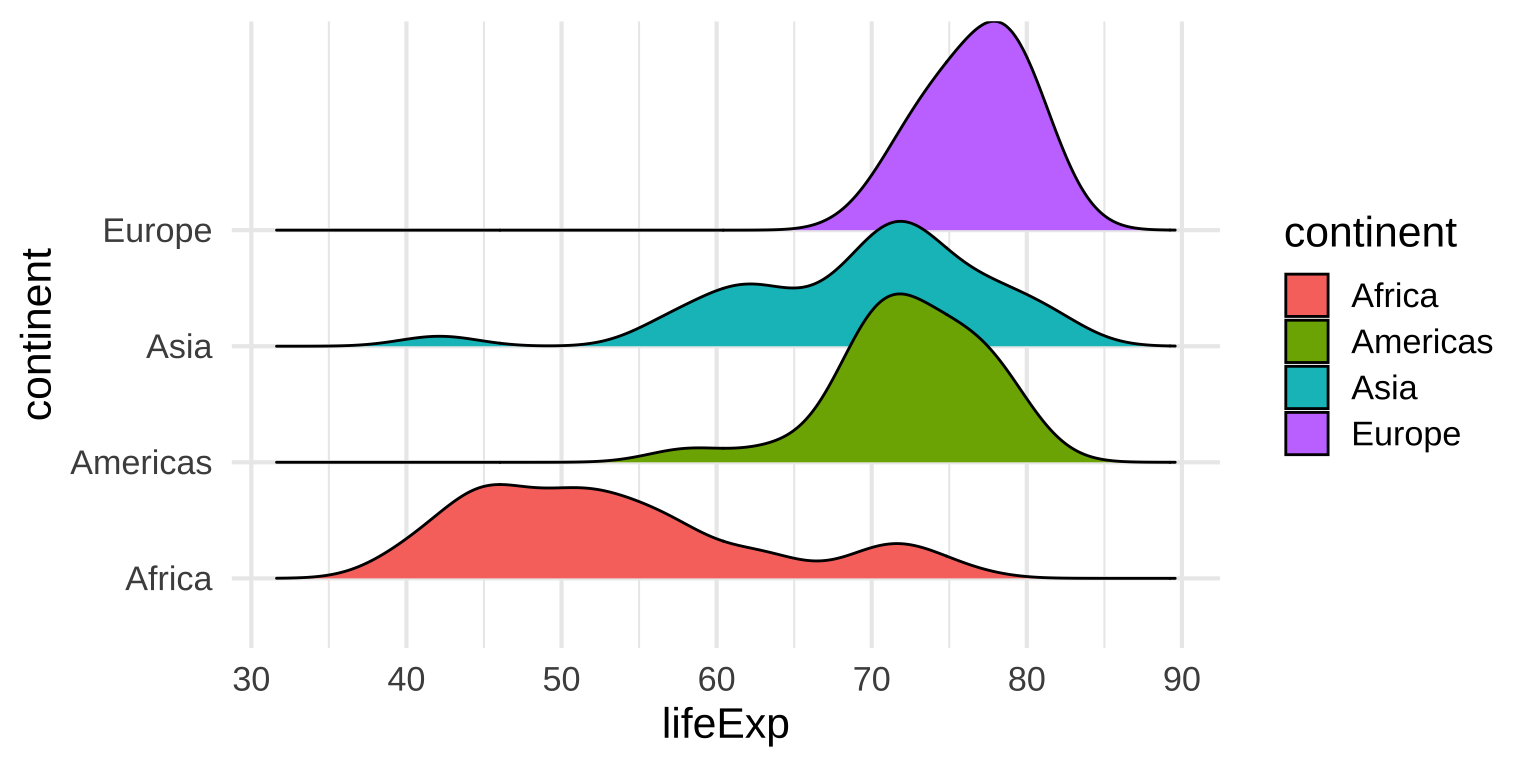 continent
Europe
Asia
Americas
Africa
30 40 50 60 70 80 90
lifeExp
continent
Africa
Americas
Asia
Europe